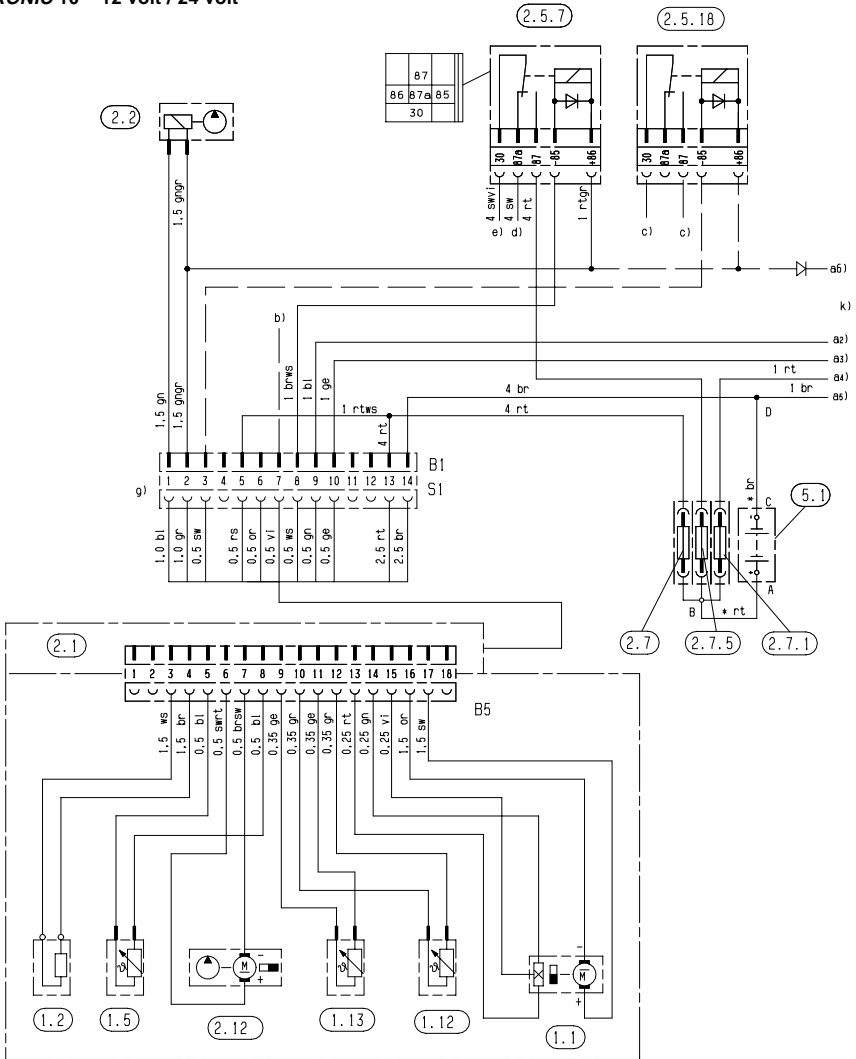 12 Volt / 24 Volt
2.5.7
2.5.18
87
86 87a 85
30
2.2
30 87a 87 -85 +86
30 87a 87 -85 +86
4 swvi
4 sw
4 rt
1 rtgr
e) d)
c) c)
1.5 gngr
a6)
k)
b)
a2)
a3)
1 rt
a4)
4 br
1 br
a6)
1.5 gn
1.5 gngr
1 brws
1 bl
1 ge
1 rtws
4 rt
D
4 rt
B1
1 2 3 4 5 6 7 8 9 10 11 12 13 14
g)
S1
* br
C
5.1
1.0 bl
1.0 gr
0.5 sw
0.5 rs
0.5 or
0.5 vi
0.5 ws
0.5 gn
0.5 ge
2.5 rt
2.5 br
-
+
A
B
* rt
2.7
2.7.5
2.7.1
2.1
1 2 3 4 5 6 7 8 9 10 11 12 13 14 15 16 17 18
B5
1.5 ws
1.5 br
0.5 bl
0.5 swrt
0.5 brsw
0.5 bl
0.35 ge
0.35 gr
0.35 ge
0.35 gr
0.25 rt
0.25 gn
0.25 vi
1.5 or
1.5 sw
ϑ
-
M
+
ϑ
ϑ
-
M
+
1.2
1.5
2.12
1.13
1.12
1.1